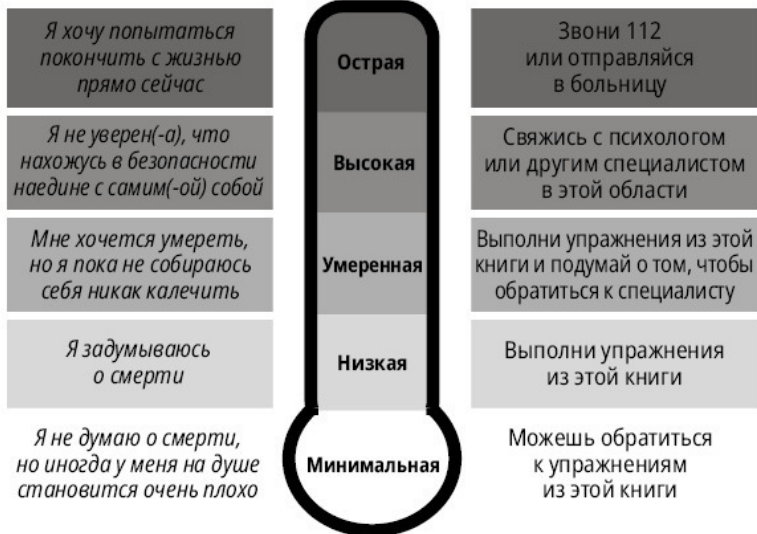 Я хочу попытаться
покончить с жизнью
прямо сейчас
Острая
Звони 112
или отправляйся
в больницу
Я не уверен(-а), что
нахожусь в безопасности
наедине с самим(-ой) собой
Высокая
Свяжись с психологом
или другим специалистом
в этой области
Мне хочется умереть,
но я пока не собираюсь
себя никак калечить
Умеренная
Выполни упражнения из этой
книги и подумай о том, чтобы
обратиться к специалисту
Я задумываюсь
о смерти
Низкая
Выполни упражнения
из этой книги
Я не думаю о смерти,
но иногда у меня на душе
становится очень плохо
Минимальная
Можешь обратиться
к упражнениям
из этой книги